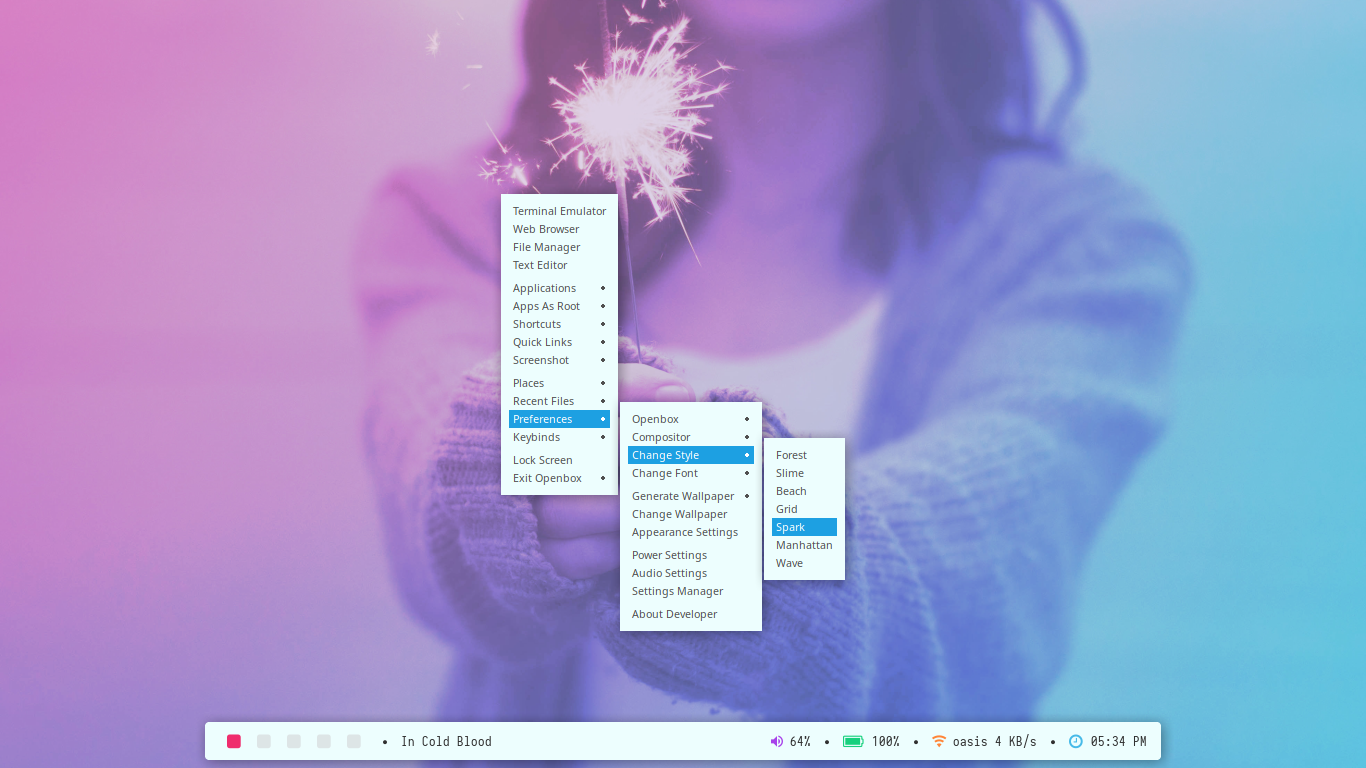 Terminal Emulator
Web Browser
File Manager
Text Editor
Applications
Apps As Root
Shortcuts
Quick Links
Screenshot
Places
Recent Files
Preferences
Keybinds
Lock Screen
Exit Openbox
Openbox
Compositor
Change Style
Change Font
Generate Wallpaper
Change Wallpaper
Appearance Settings
Power Settings
Audio Settings
Settings Manager
About Developer
Forest
Slime
Beach
Grid
Spark
Manhattan
Wave
• In Cold Blood 64% • 100% • oasis 4 KB/s • 05:34 PM